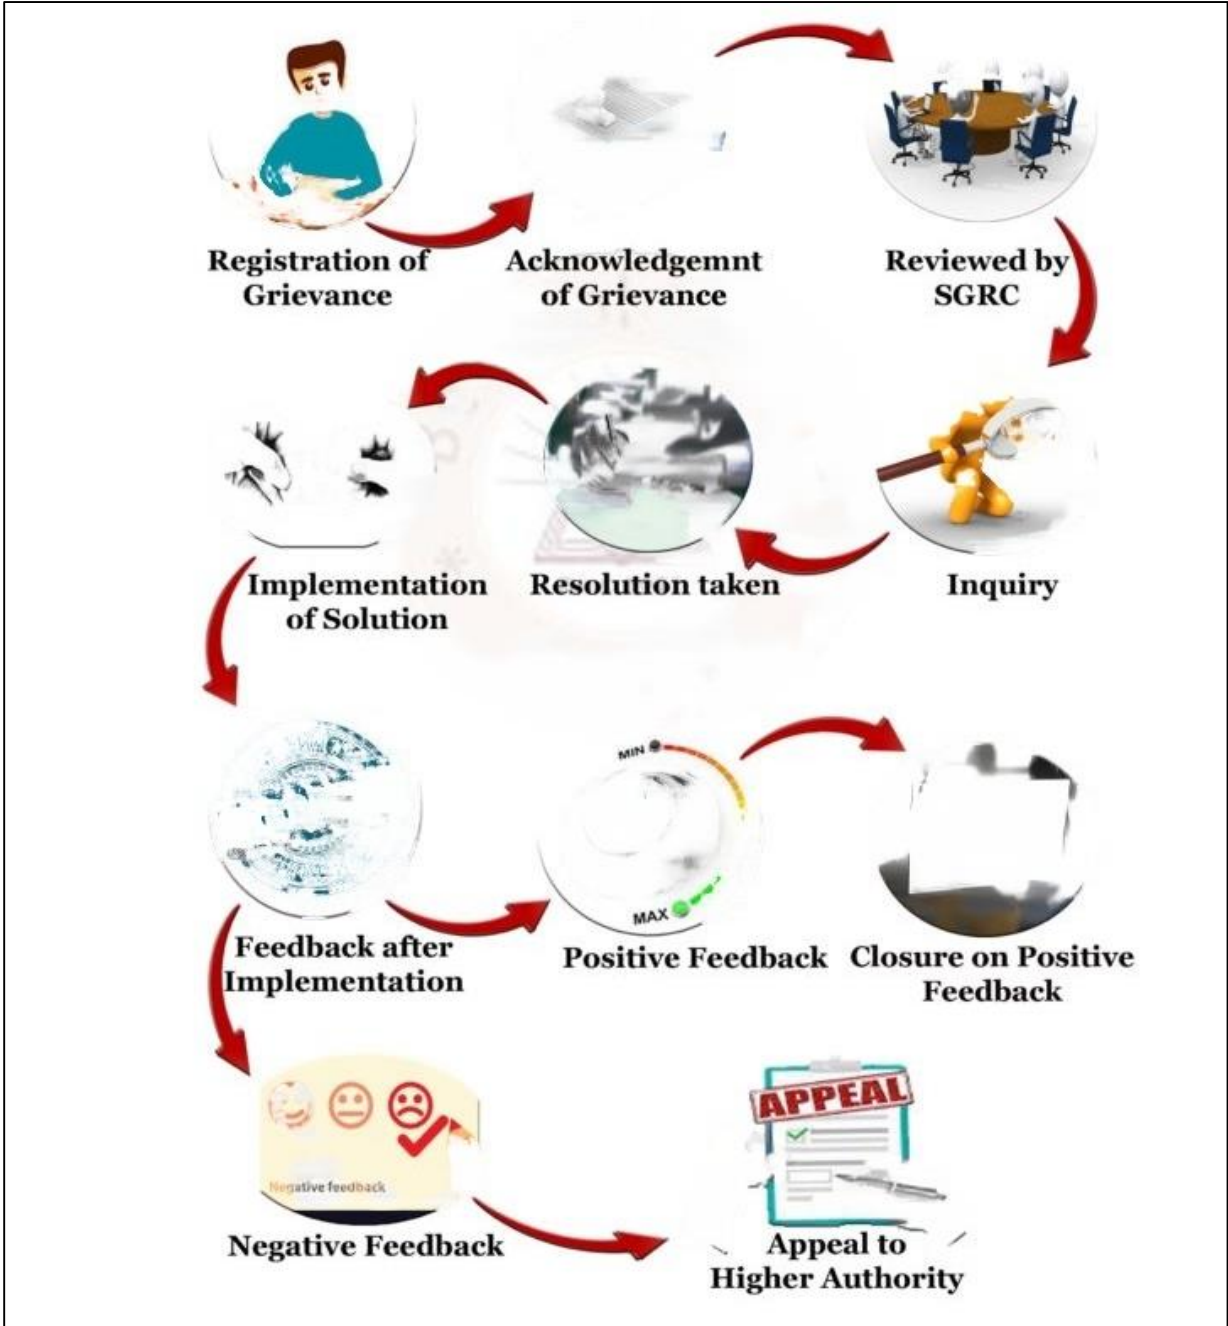 Registration of
Grievance
Acknowledgemnt
of Grievance
Reviewed by
SGRC
Implementation
of Solution
Resolution taken
Inquiry
MIN
MAX
Feedback after
Implementation
Positive Feedback
Closure on Positive
Feedback
Negative feedback
Negative Feedback
APPEAL
Appeal to
Higher Authority